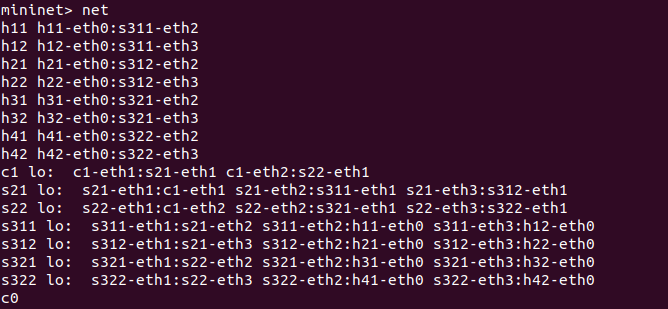 mininet> net
h11 h11-eth0:s311-eth2
h12 h12-eth0:s311-eth3
h21 h21-eth0:s312-eth2
h22 h22-eth0:s312-eth3
h31 h31-eth0:s321-eth2
h32 h32-eth0:s321-eth3
h41 h41-eth0:s322-eth2
h42 h42-eth0:s322-eth3
c1 lo:  c1-eth1:s21-eth1 c1-eth2:s22-eth1
s21 lo:  s21-eth1:c1-eth1 s21-eth2:s311-eth1 s21-eth3:s312-eth1
s22 lo:  s22-eth1:c1-eth2 s22-eth2:s321-eth1 s22-eth3:s322-eth1
s311 lo:  s311-eth1:s21-eth2 s311-eth2:h11-eth0 s311-eth3:h12-eth0
s312 lo:  s312-eth1:s21-eth3 s312-eth2:h21-eth0 s312-eth3:h22-eth0
s321 lo:  s321-eth1:s22-eth2 s321-eth2:h31-eth0 s321-eth3:h32-eth0
s322 lo:  s322-eth1:s22-eth3 s322-eth2:h41-eth0 s322-eth3:h42-eth0
c0